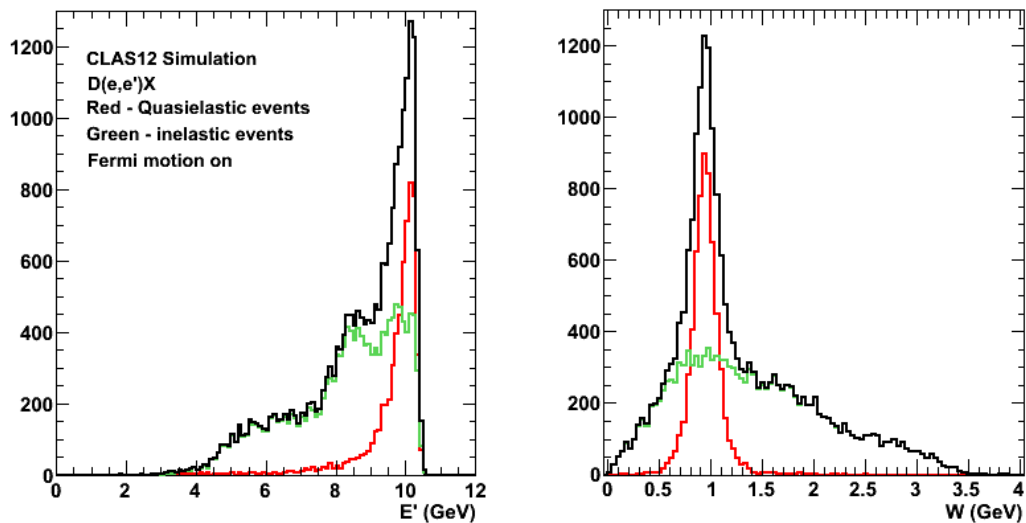 CLAS12 Simulation
D(e,e')X
Red - Quasielastic events
Green - inelastic events
Fermi motion on
1200
1000
800
600
400
200
0
0 2 4 6 8 10 12
E' (GeV)
1200
1000
800
600
400
200
0
0 0.5 1 1.5 2 2.5 3 3.5 4
W (GeV)